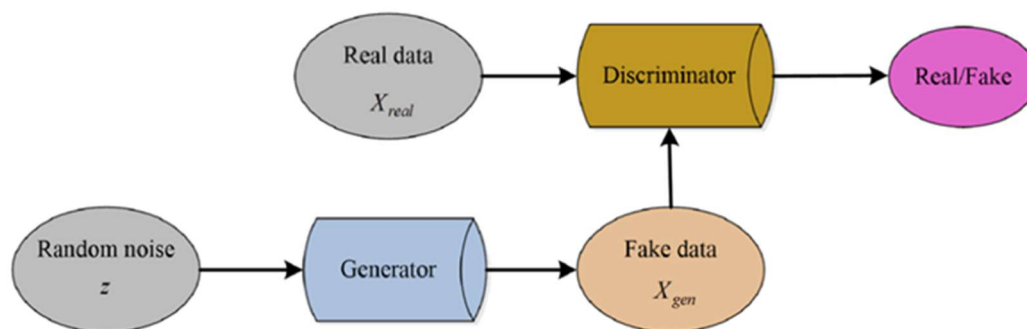 Real data
X_real
Discriminator
Real/Fake
Random noise
z
Generator
Fake data
X_gen